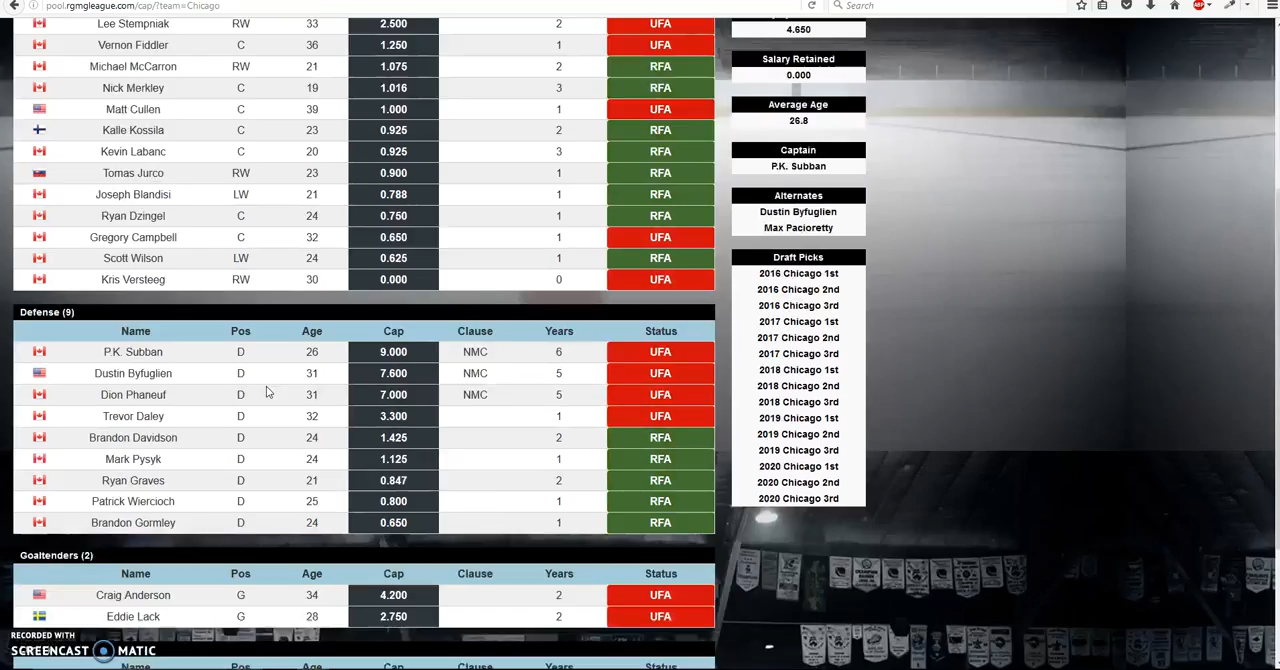 pool.rgmgleague.com/cap/?team=Chicago
Search
Lee Stempniak RW 33 2.500 2 UFA
Vernon Fiddler C 36 1.250 1 UFA
Michael McCarron RW 21 1.075 2 RFA
Nick Merkley C 19 1.016 3 RFA
Matt Cullen C 39 1.000 1 UFA
Kalle Kossila C 23 0.925 2 RFA
Kevin Labanc C 20 0.925 3 RFA
Tomas Jurco RW 23 0.900 1 RFA
Joseph Blandisi LW 21 0.788 1 RFA
Ryan Dzingel C 24 0.750 1 RFA
Gregory Campbell C 32 0.650 1 UFA
Scott Wilson LW 24 0.625 1 RFA
Kris Versteeg RW 30 0.000 0 UFA
Defense (9)
Name Pos Age Cap Clause Years Status
P.K. Subban D 26 9.000 NMC 6 UFA
Dustin Byfuglien D 31 7.600 NMC 5 UFA
Dion Phaneuf D 31 7.000 NMC 5 UFA
Trevor Daley D 32 3.300 1 UFA
Brandon Davidson D 24 1.425 2 RFA
Mark Pysyk D 24 1.125 1 RFA
Ryan Graves D 21 0.847 2 RFA
Patrick Wiercioch D 25 0.800 1 RFA
Brandon Gormley D 24 0.650 1 RFA
Goaltenders (2)
Name Pos Age Cap Clause Years Status
Craig Anderson G 34 4.200 2 UFA
Eddie Lack G 28 2.750 2 UFA
Name Pos Age Cap Clause Years Status
4.650
Salary Retained
0.000
Average Age
26.8
Captain
P.K. Subban
Alternates
Dustin Byfuglien
Max Pacioretty
Draft Picks
2016 Chicago 1st
2016 Chicago 2nd
2016 Chicago 3rd
2017 Chicago 1st
2017 Chicago 2nd
2017 Chicago 3rd
2018 Chicago 1st
2018 Chicago 2nd
2018 Chicago 3rd
2019 Chicago 1st
2019 Chicago 2nd
2019 Chicago 3rd
2020 Chicago 1st
2020 Chicago 2nd
2020 Chicago 3rd
RECORDED WITH
SCREENCAST MATIC